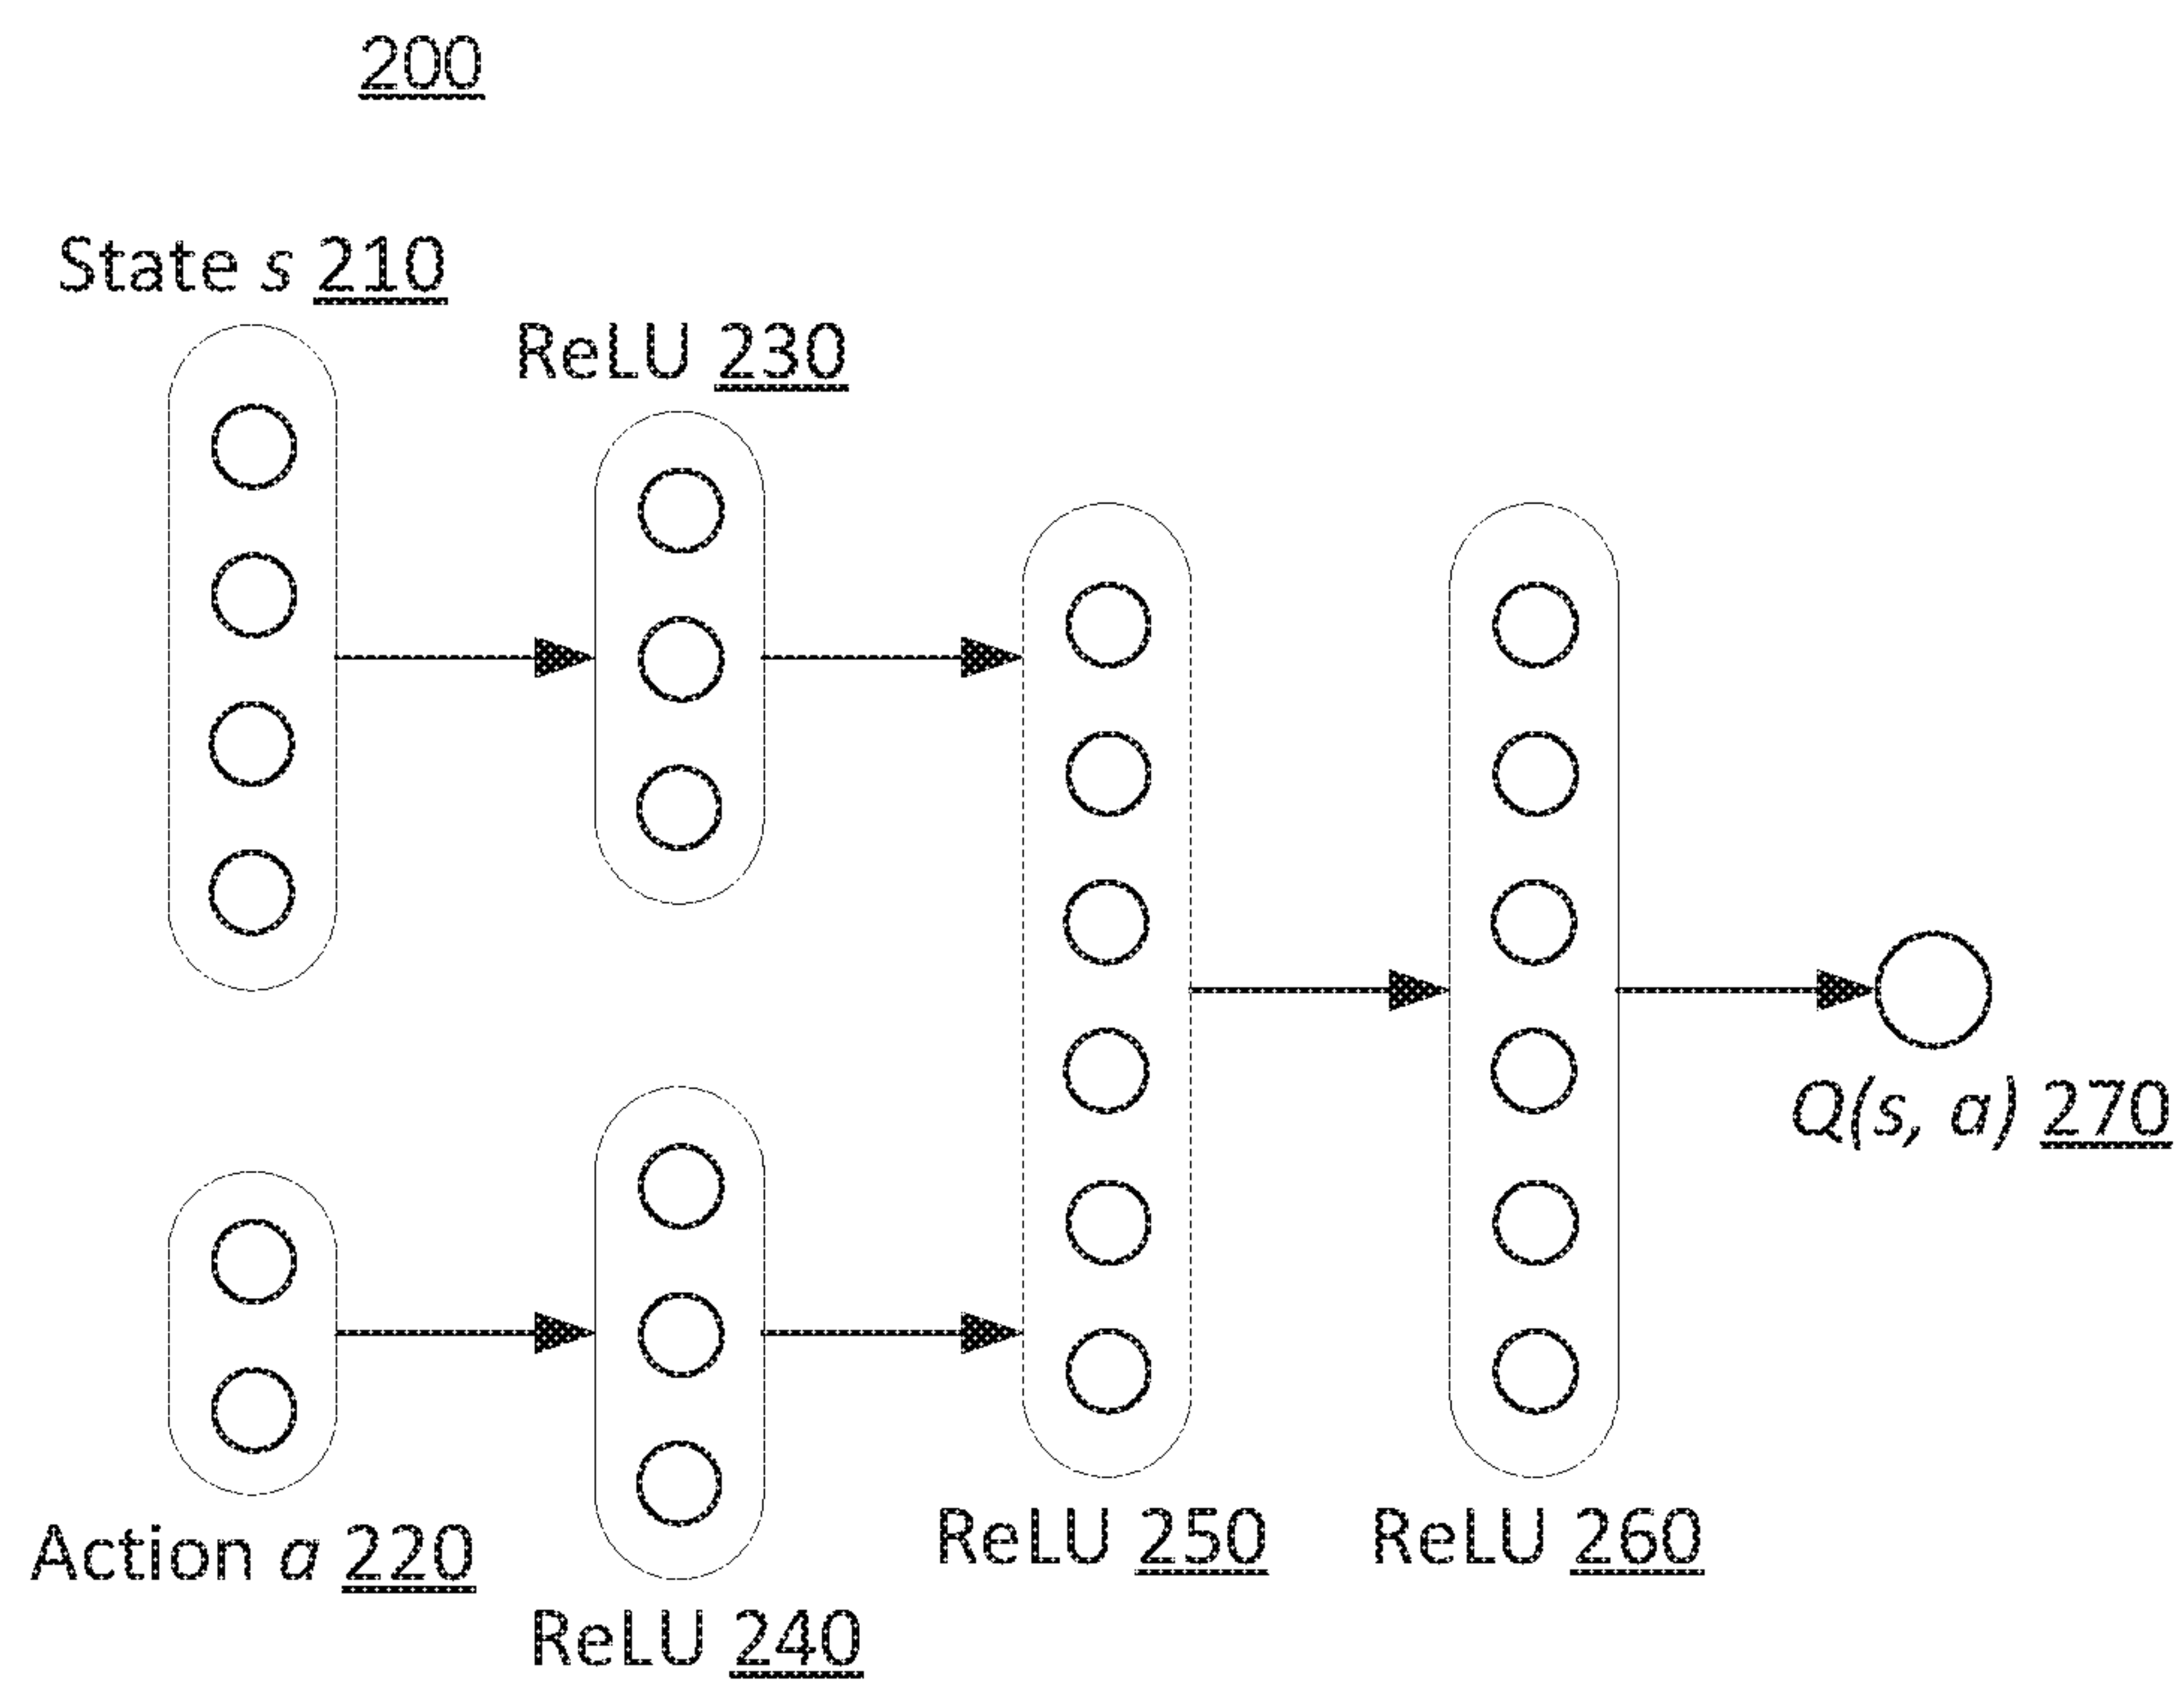 200
State s 210
ReLU 230
Q(s, a) 270
Action a 220
ReLU 250
ReLU 260
ReLU 240